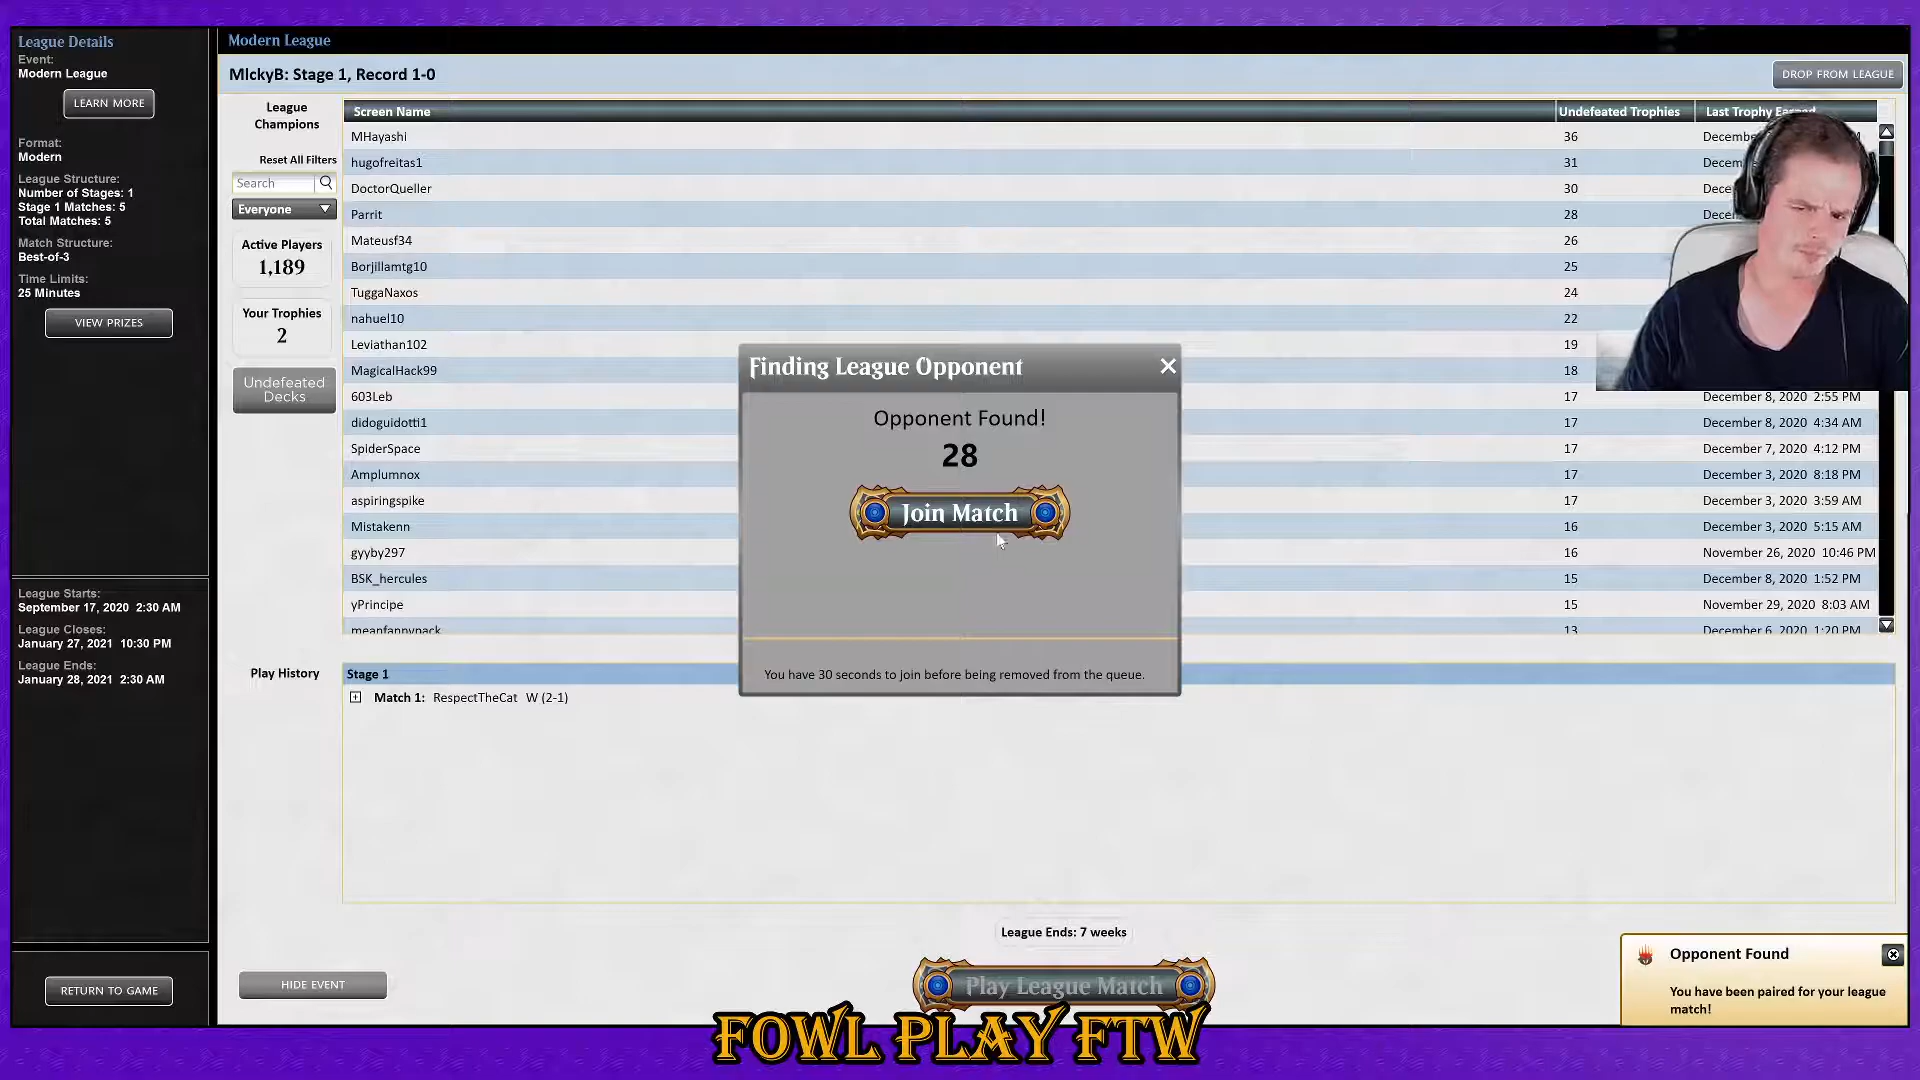 League Details
Event:
Modern League
LEARN MORE
Format:
Modern
League Structure:
Number of Stages: 1
Stage 1 Matches: 5
Total Matches: 5
Match Structure:
Best-of-3
Time Limits:
25 Minutes
VIEW PRIZES
League Starts:
September 17, 2020 2:30 AM
League Closes:
January 27, 2021 10:30 PM
League Ends:
January 28, 2021 2:30 AM
RETURN TO GAME
Modern League
MIckyB: Stage 1, Record 1-0
DROP FROM LEAGUE
League
Champions
Reset All Filters
Search
Everyone
Active Players
1,189
Your Trophies
2
Undefeated
Decks
Screen Name Undefeated Trophies Last Trophy
MHayashi 36
hugofreitas1 31
DoctorQueller 30
Parrit 28
Mateusf34 26
Borjillamtg10 25
TuggaNaxos 24
nahuel10 22
Leviathan102 19
MagicalHack99 18
603Leb 17 December 8, 2020 2:55 PM
didoguidotti1 17 December 8, 2020 4:34 AM
SpiderSpace 17 December 7, 2020 4:12 PM
Amplumnox 17 December 3, 2020 8:18 PM
aspiringspike 17 December 3, 2020 3:59 AM
Mistakenn 16 December 3, 2020 5:15 AM
gyyby297 16 November 26, 2020 10:46 PM
BSK_hercules 15 December 8, 2020 1:52 PM
yPrincipe 15 November 29, 2020 8:03 AM
meanfannypack 13 December 6, 2020 1:20 PM
Finding League Opponent
Opponent Found!
28
Join Match
You have 30 seconds to join before being removed from the queue.
Play History
Stage 1
Match 1: RespectTheCat W (2-1)
League Ends: 7 weeks
HIDE EVENT
Play League Match
Opponent Found
You have been paired for your league
match!
FOWL PLAY FTW